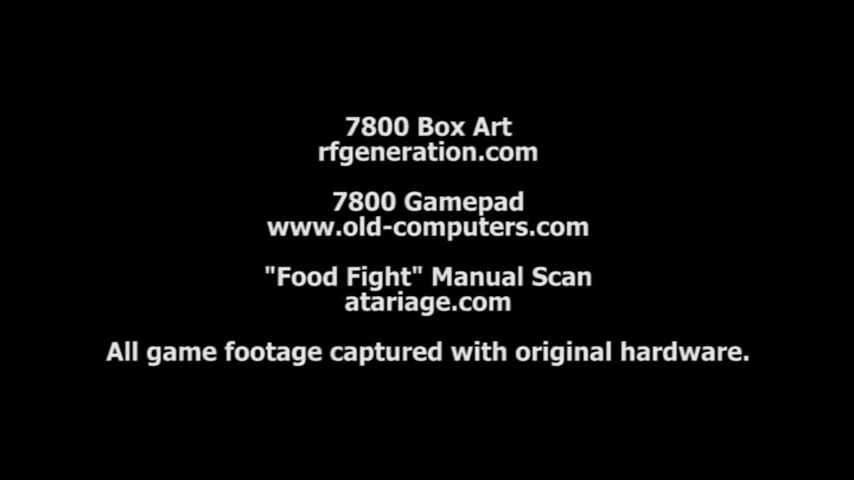 7800 Box Art
rfgeneration.com
7800 Gamepad
www.old-computers.com
"Food Fight" Manual Scan
atariage.com
All game footage captured with original hardware.